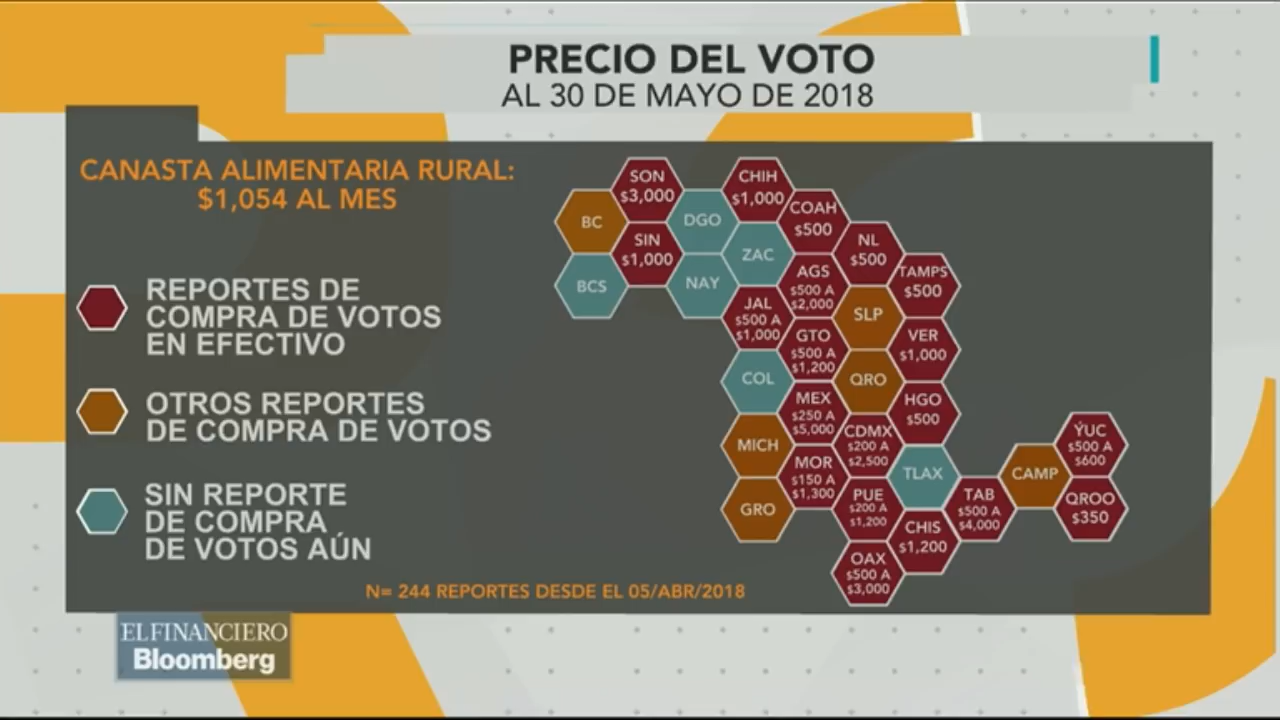 PRECIO DEL VOTO
AL 30 DE MAYO DE 2018
CANASTA ALIMENTARIA RURAL:
$1,054 AL MES
REPORTES DE
COMPRA DE VOTOS
EN EFECTIVO
OTROS REPORTES
DE COMPRA DE VOTOS
SIN REPORTE
DE COMPRA
DE VOTOS AÚN
BC
BCS
SON
$3,000
SIN
$1,000
DGO
NAY
CHIH
$1,000
ZAC
JAL
$500 A
$1,000
COL
MICH
GRO
COAH
$500
AGS
$500 A
$2,000
GTO
$500 A
$1,200
MEX
$250 A
$5,000
MOR
$150 A
$1,300
NL
$500
SLP
QRO
CDMX
$200 A
$2,500
PUE
$200 A
$1,200
OAX
$500 A
$3,000
TAMPS
$500
VER
$1,000
HGO
$500
TLAX
CHIS
$1,200
TAB
$500 A
$4,000
CAMP
ÝUC
$500 A
$600
QROO
$350
N= 244 REPORTES DESDE EL 05/ABR/2018
EL FINANCIERO
Bloomberg